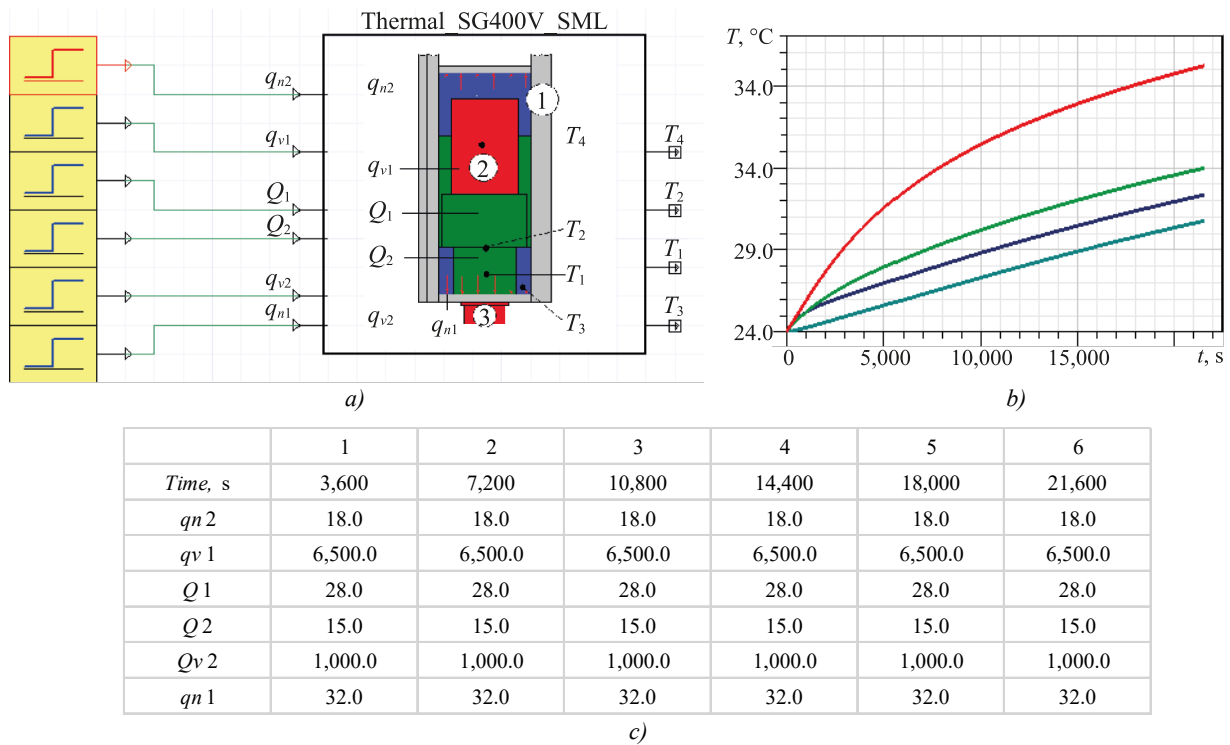 Thermal_SG400V_SML
qn2
qv1
Q1
Q2
qv2
qn1
qn2
qv1
Q1
Q2
qv2
qn1
1
2
3
T4
T2
T1
T3
T4
T2
T1
T3
a)
T, °C
34.0
34.0
29.0
24.0
0
5,000
10,000
15,000
t, s
b)
1 2 3 4 5 6
Time, s 3,600 7,200 10,800 14,400 18,000 21,600
qn 2 18.0 18.0 18.0 18.0 18.0 18.0
qv 1 6,500.0 6,500.0 6,500.0 6,500.0 6,500.0 6,500.0
Q 1 28.0 28.0 28.0 28.0 28.0 28.0
Q 2 15.0 15.0 15.0 15.0 15.0 15.0
Qv 2 1,000.0 1,000.0 1,000.0 1,000.0 1,000.0 1,000.0
qn 1 32.0 32.0 32.0 32.0 32.0 32.0
c)